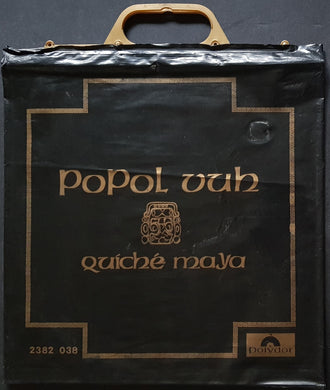 popol vuh
quiché maya
2382 038
polydor